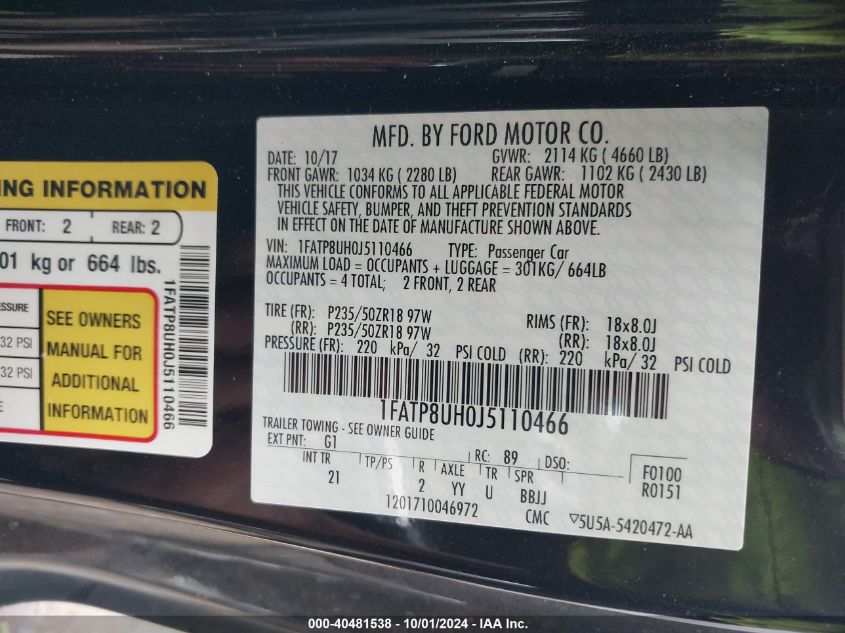 NG INFORMATION
FRONT: 2 REAR: 2
01 kg or 664 lbs.
ESSURE
32 PSI
32 PSI
SEE OWNERS
MANUAL FOR
ADDITIONAL
INFORMATION
1FATP8UH0J5110466
MFD. BY FORD MOTOR CO.
DATE: 10/17 GVWR: 2114 KG ( 4660 LB)
FRONT GAWR: 1034 KG ( 2280 LB) REAR GAWR: 1102 KG ( 2430 LB)
THIS VEHICLE CONFORMS TO ALL APPLICABLE FEDERAL MOTOR
VEHICLE SAFETY, BUMPER, AND THEFT PREVENTION STANDARDS
IN EFFECT ON THE DATE OF MANUFACTURE SHOWN ABOVE.
VIN: 1FATP8UH0J5110466 TYPE: Passenger Car
MAXIMUM LOAD = OCCUPANTS + LUGGAGE = 301KG/ 664LB
OCCUPANTS = 4 TOTAL; 2 FRONT, 2 REAR
TIRE (FR): P235/50ZR18 97W RIMS (FR): 18x8.0J
(RR): P235/50ZR18 97W (RR): 18x8.0J
PRESSURE (FR): 220 kPa/ 32 PSI COLD (RR): 220 kPa/ 32 PSI COLD
1FATP8UH0J5110466
TRAILER TOWING - SEE OWNER GUIDE
EXT PNT: G1 RC: 89 DSO: F0100
INT TR TP/PS R AXLE TR SPR R0151
21 2 YY U BBJJ
1201710046972 CMC ▽5U5A-5420472-AA
000-40481538 - 10/01/2024 - IAA Inc.